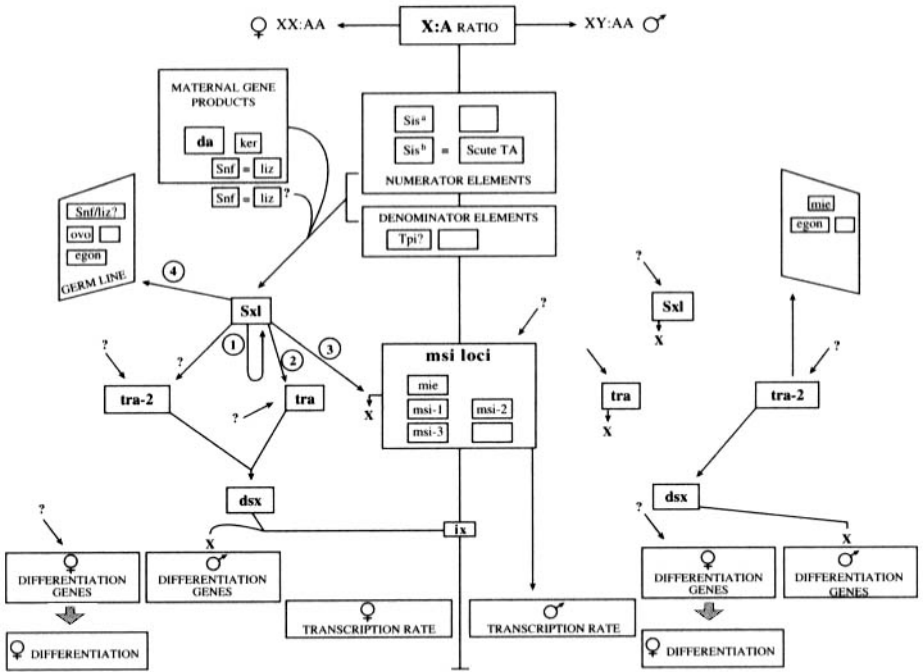 ♀ XX:AA
X:A RATIO
XY:AA ♂
MATERNAL GENE
PRODUCTS
da
ker
Snf = liz
Snf = liz ?
Sisª
Sisᵇ = Scute TA
NUMERATOR ELEMENTS
DENOMINATOR ELEMENTS
Tpi?
Snf/liz?
ovo
egon
GERM LINE
mie
egon
4
Sxl
1
2
3
?
?
tra-2
?
tra
X
?
msi loci
mie
msi-1
msi-2
msi-3
?
Sxl
X
tra
X
?
tra-2
dsx
ix
dsx
?
X
?
X
♀
DIFFERENTIATION
GENES
♂
DIFFERENTIATION
GENES
♀
DIFFERENTIATION
GENES
♂
DIFFERENTIATION
GENES
♀
TRANSCRIPTION RATE
♂
TRANSCRIPTION RATE
♀ DIFFERENTIATION
♀ DIFFERENTIATION